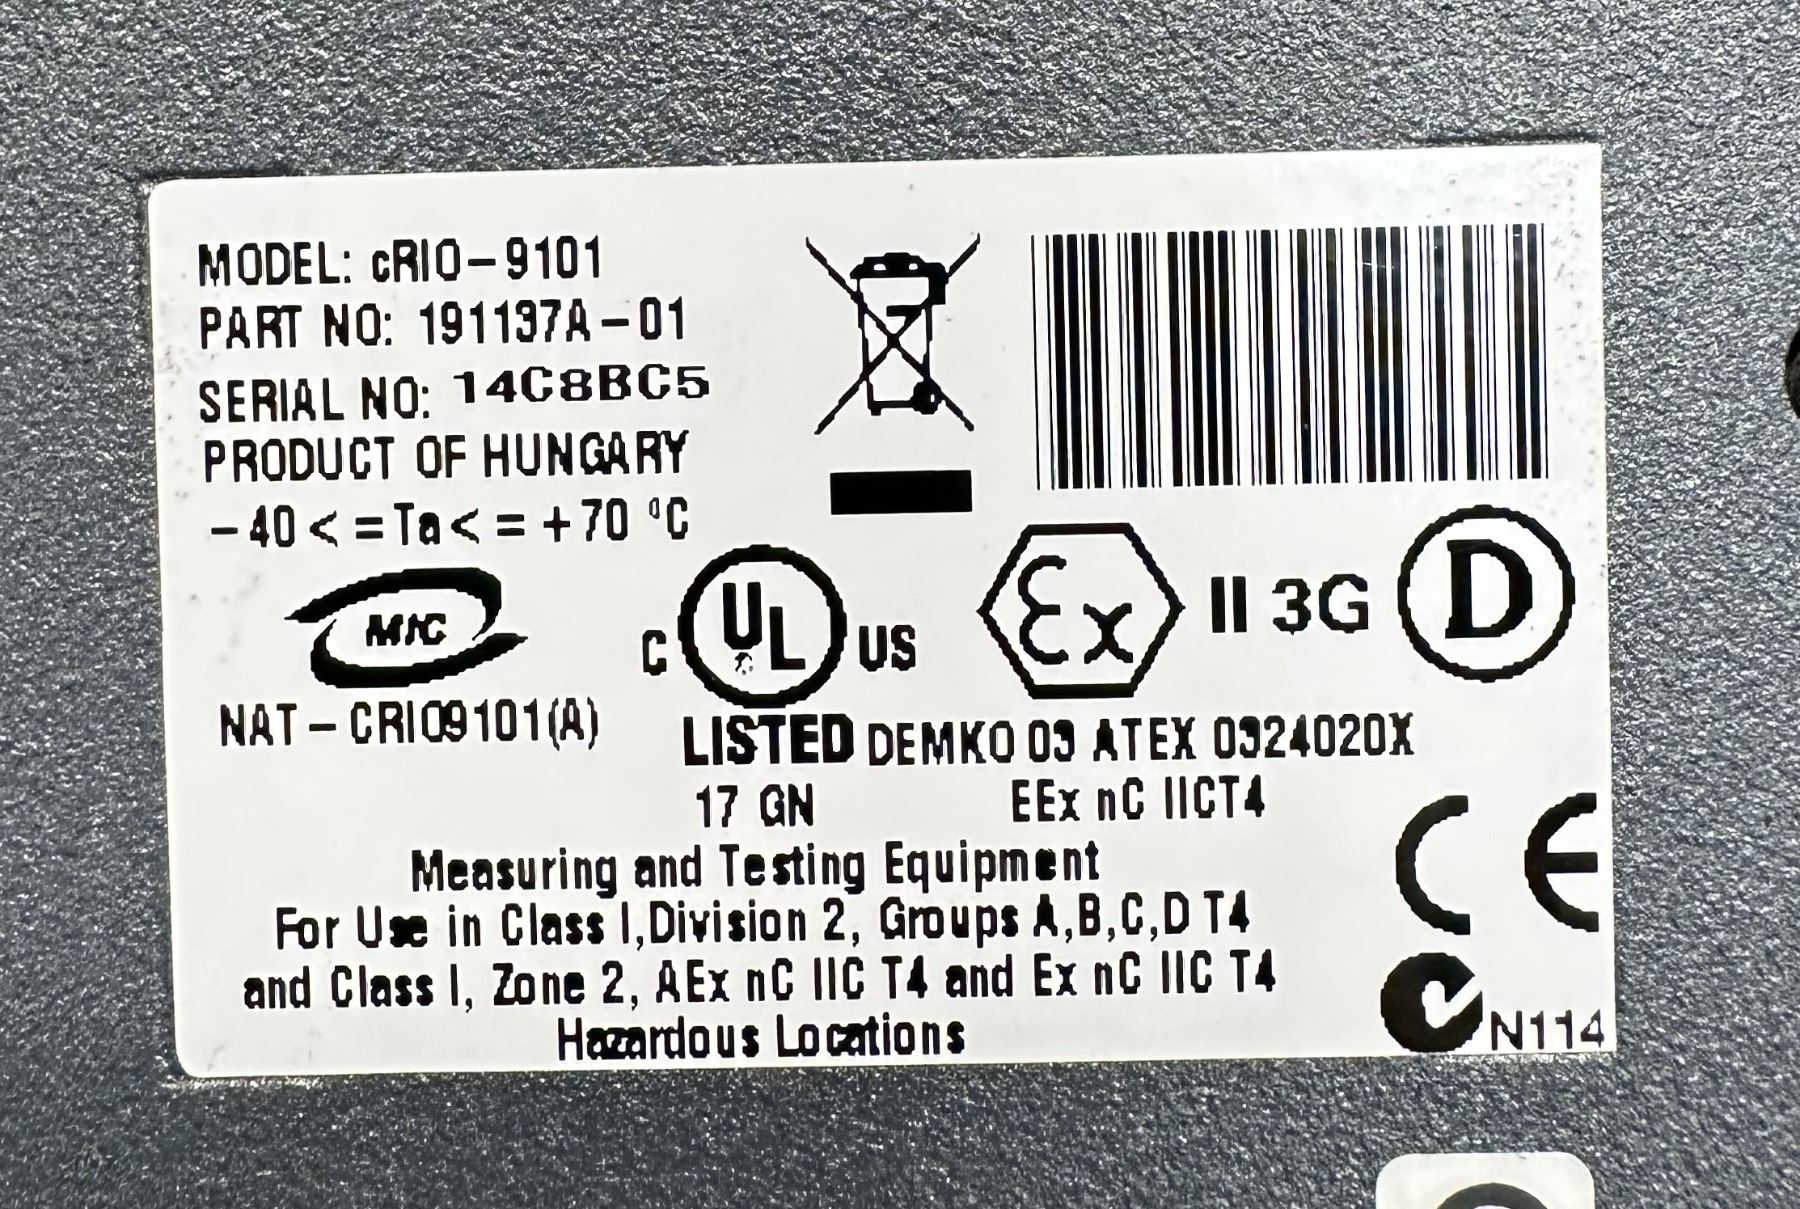 MODEL: cRIO-9101
PART NO: 191137A-01
SERIAL NO: 14C8BC5
PRODUCT OF HUNGARY
-40 < = Ta < = +70 °C
MIC
NAT-CRIO9101(A)
C UL US
LISTED
17 GN
Ex II 3G D
DEMKO 03 ATEX 0324020X
EEx nC IICT4
Measuring and Testing Equipment
For Use in Class I, Division 2, Groups A,B,C,D T4
and Class I, Zone 2, AEx nC IIC T4 and Ex nC IIC T4
Hazardous Locations
CE
N114